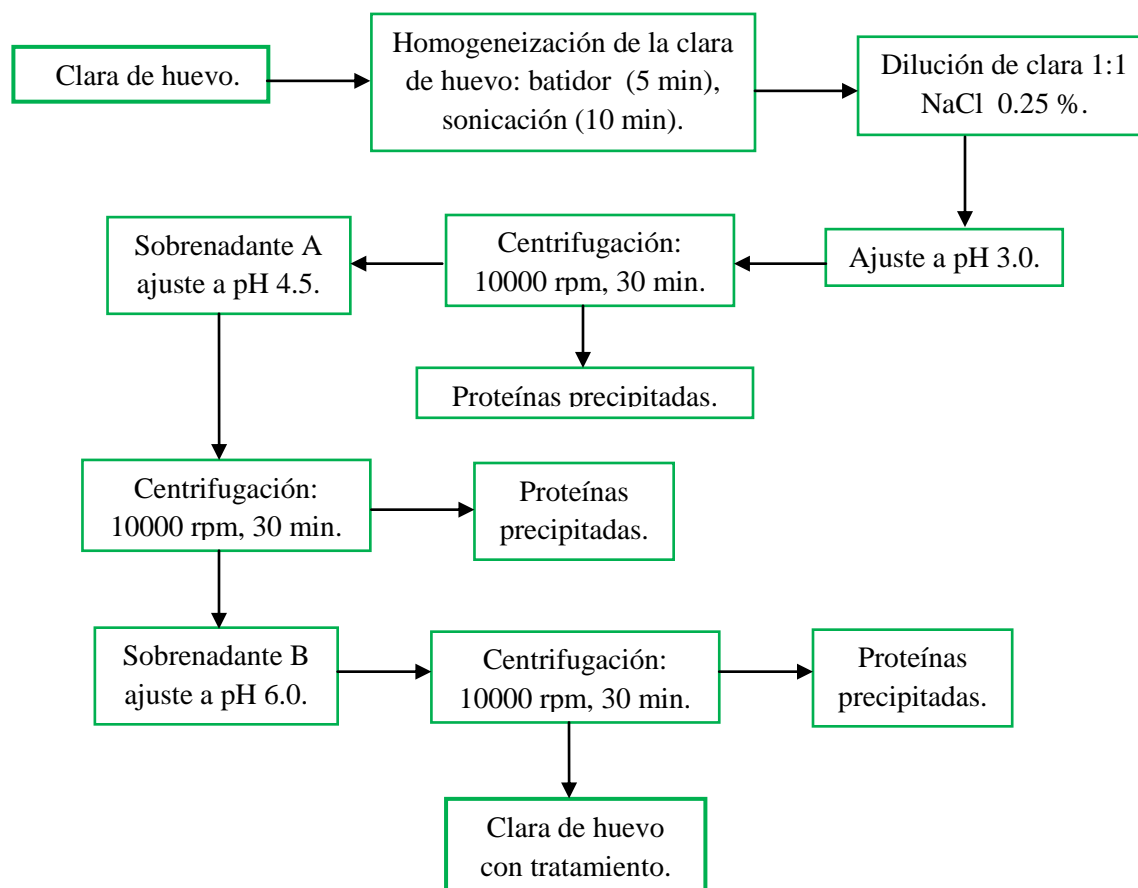 Clara de huevo.
Homogeneización de la clara
de huevo: batidor (5 min),
sonicación (10 min).
Dilución de clara 1:1
NaCl 0.25 %.
Ajuste a pH 3.0.
Centrifugación:
10000 rpm, 30 min.
Sobrenadante A
ajuste a pH 4.5.
Proteínas precipitadas.
Centrifugación:
10000 rpm, 30 min.
Proteínas
precipitadas.
Sobrenadante B
ajuste a pH 6.0.
Centrifugación:
10000 rpm, 30 min.
Proteínas
precipitadas.
Clara de huevo
con tratamiento.